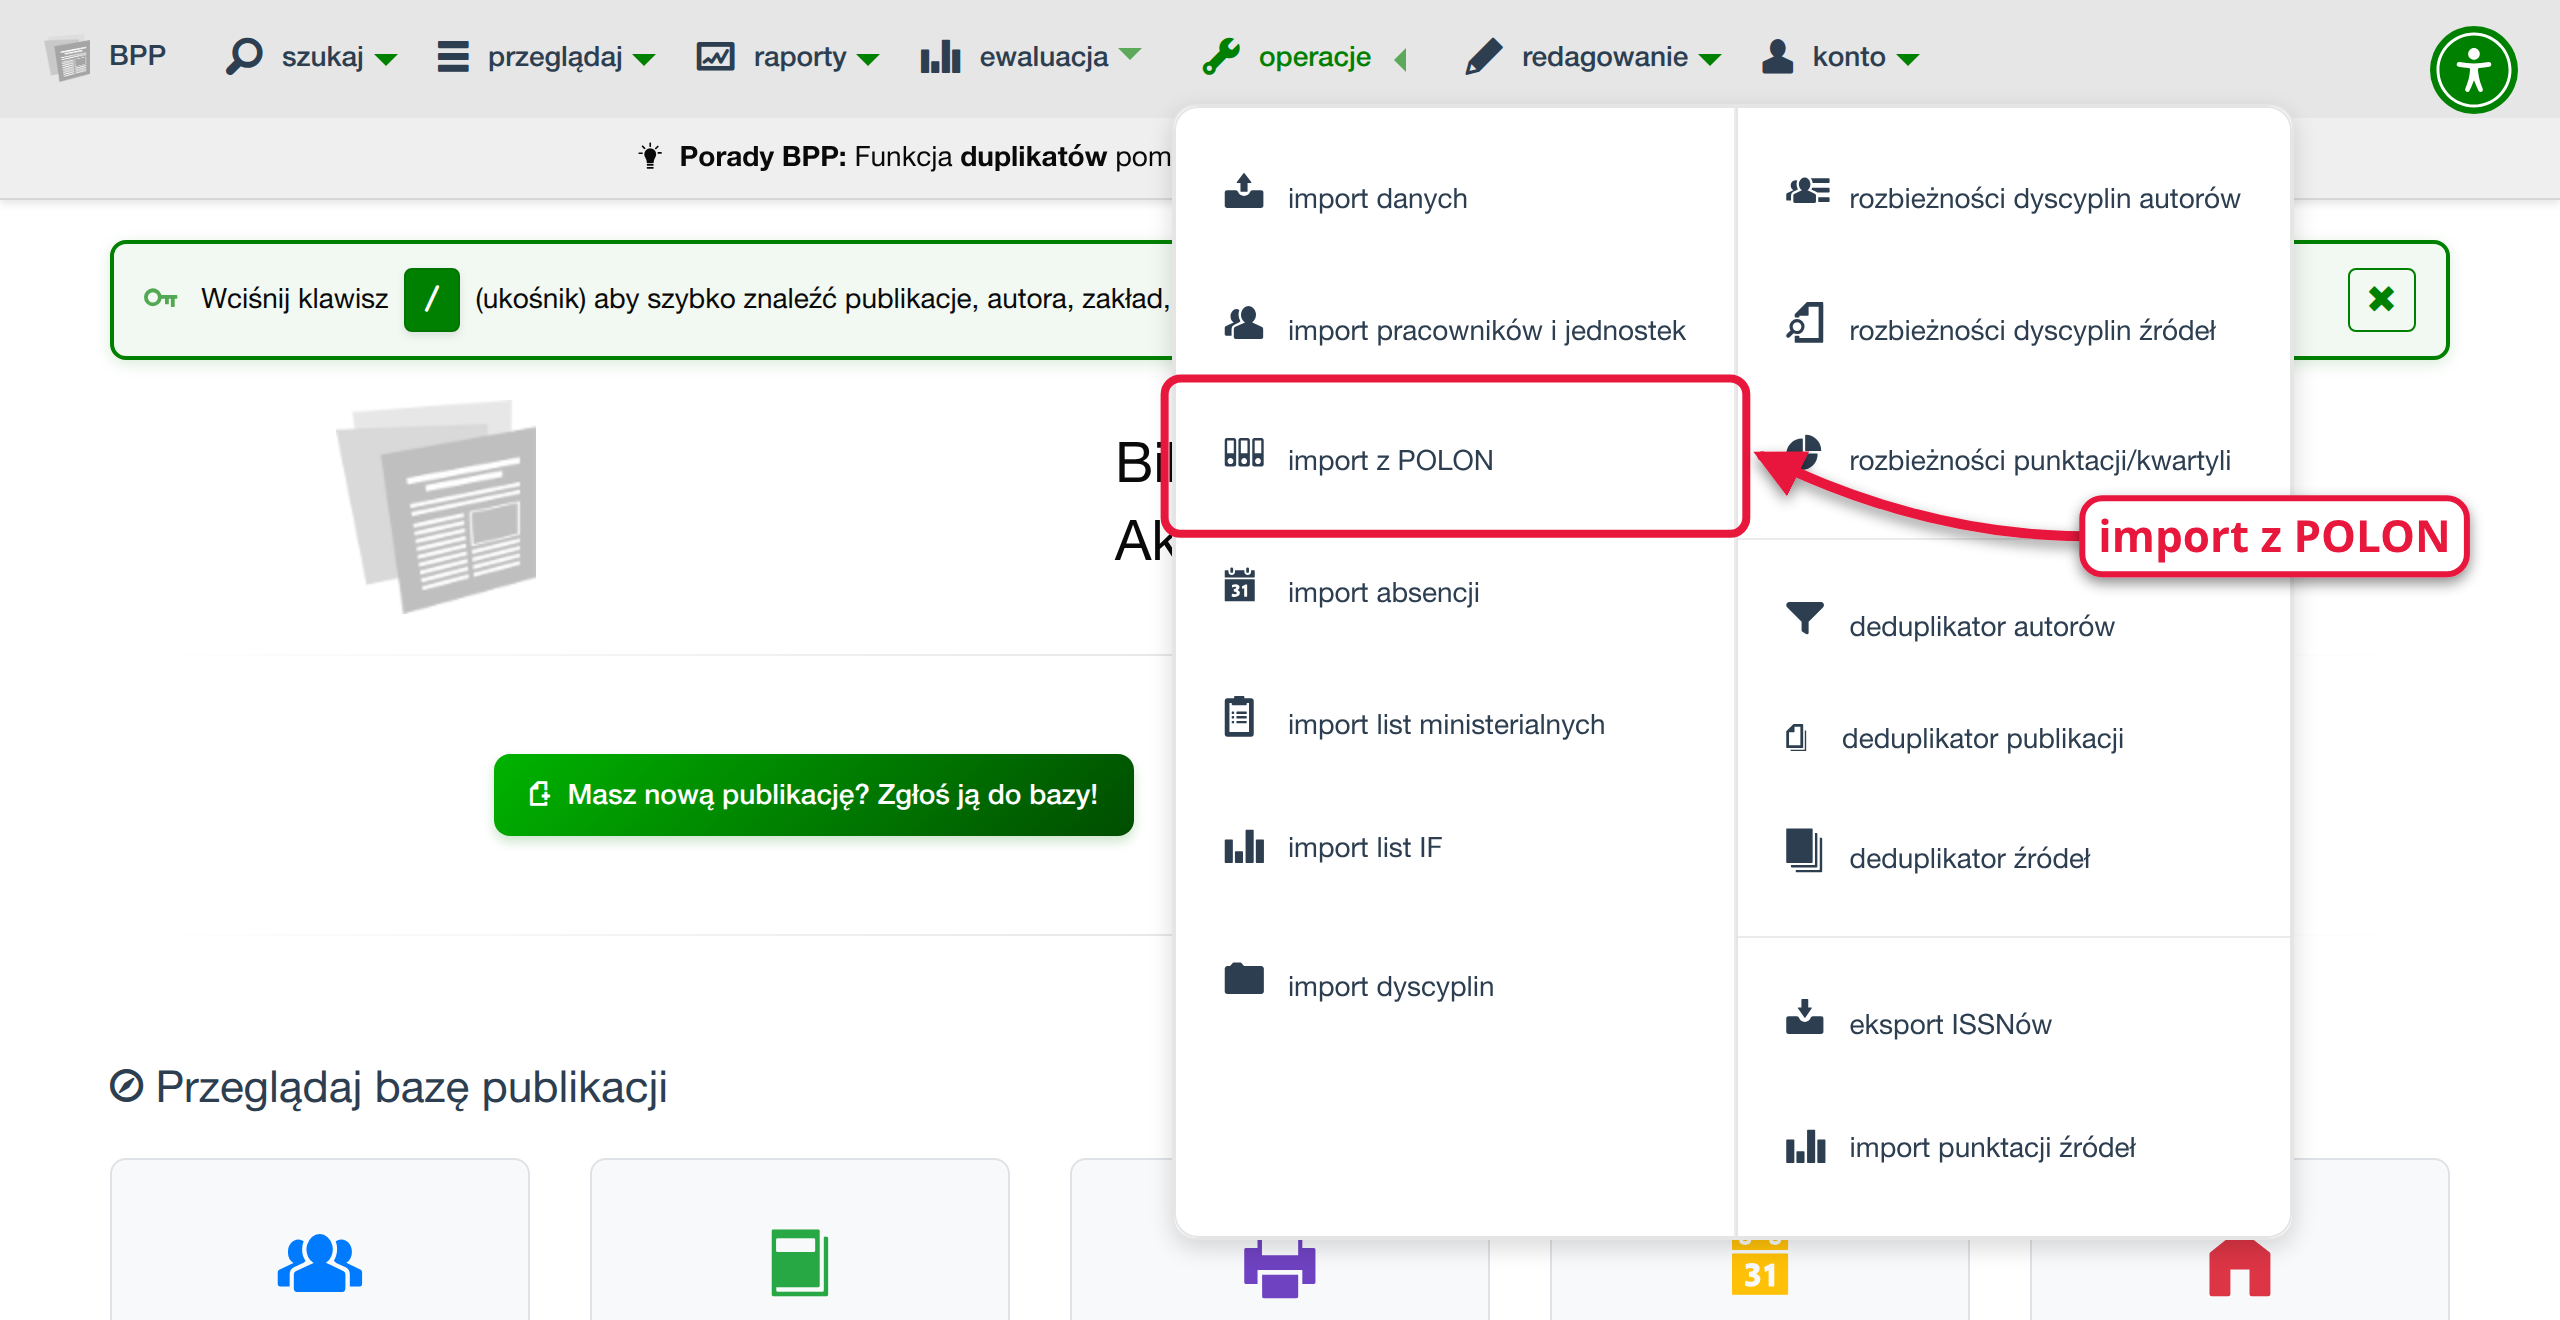 BPP szukaj przeglądaj raporty ewaluacja operacje redagowanie konto
Porady BPP: Funkcja duplikatów pom
Wciśnij klawisz / (ukośnik) aby szybko znaleźć publikacje, autora, zakład,
Bi
Ak
Masz nową publikację? Zgłoś ją do bazy!
Przeglądaj bazę publikacji
import danych
import pracowników i jednostek
import z POLON
import absencji
31
import list ministerialnych
import list IF
import dyscyplin
rozbieżności dyscyplin autorów
rozbieżności dyscyplin źródeł
rozbieżności punktacji/kwartyli
import z POLON
deduplikator autorów
deduplikator publikacji
deduplikator źródeł
eksport ISSNów
import punktacji źródeł
31